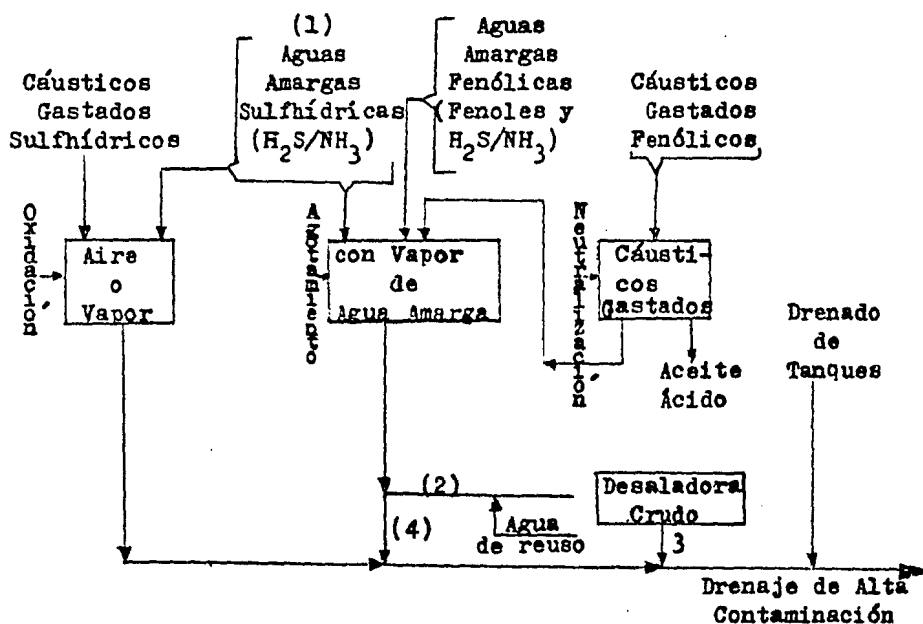 (1)
Aguas
Amargas
Sulfhídricas
(H₂S/NH₃)
Aguas
Amargas
Fenólicas
(Fenoles y
H₂S/NH₃)
Cáusticos
Gastados
Sulfhídricos
Cáusticos
Gastados
Fenólicos
Oxidación
Aire
o
Vapor
Agotamiento
con Vapor
de
Agua Amarga
Neutralización
Cáusti-
cos
Gastados
Drenado
de
Tanques
Aceite
Ácido
(2)
(4)
Agua
de reuso
Desaladora
Crudo
3
Drenaje de Alta
Contaminación